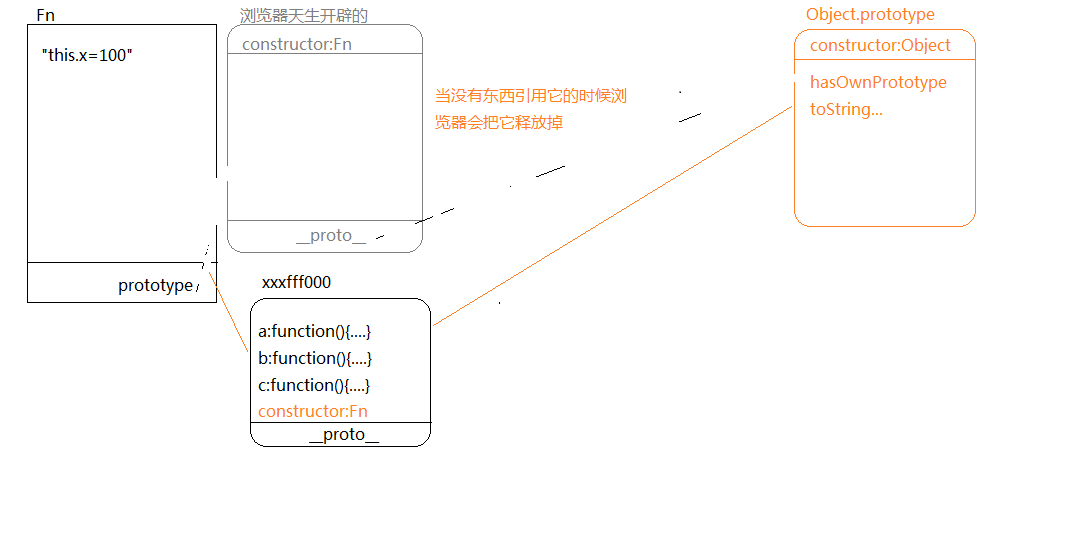 Fn
"this.x=100"
prototype
浏览器天生开辟的
constructor:Fn
__proto__
当没有东西引用它的时候浏
览器会把它释放掉
xxxfff000
a:function(){....}
b:function(){....}
c:function(){....}
constructor:Fn
__proto__
Object.prototype
constructor:Object
hasOwnPrototype
toString...